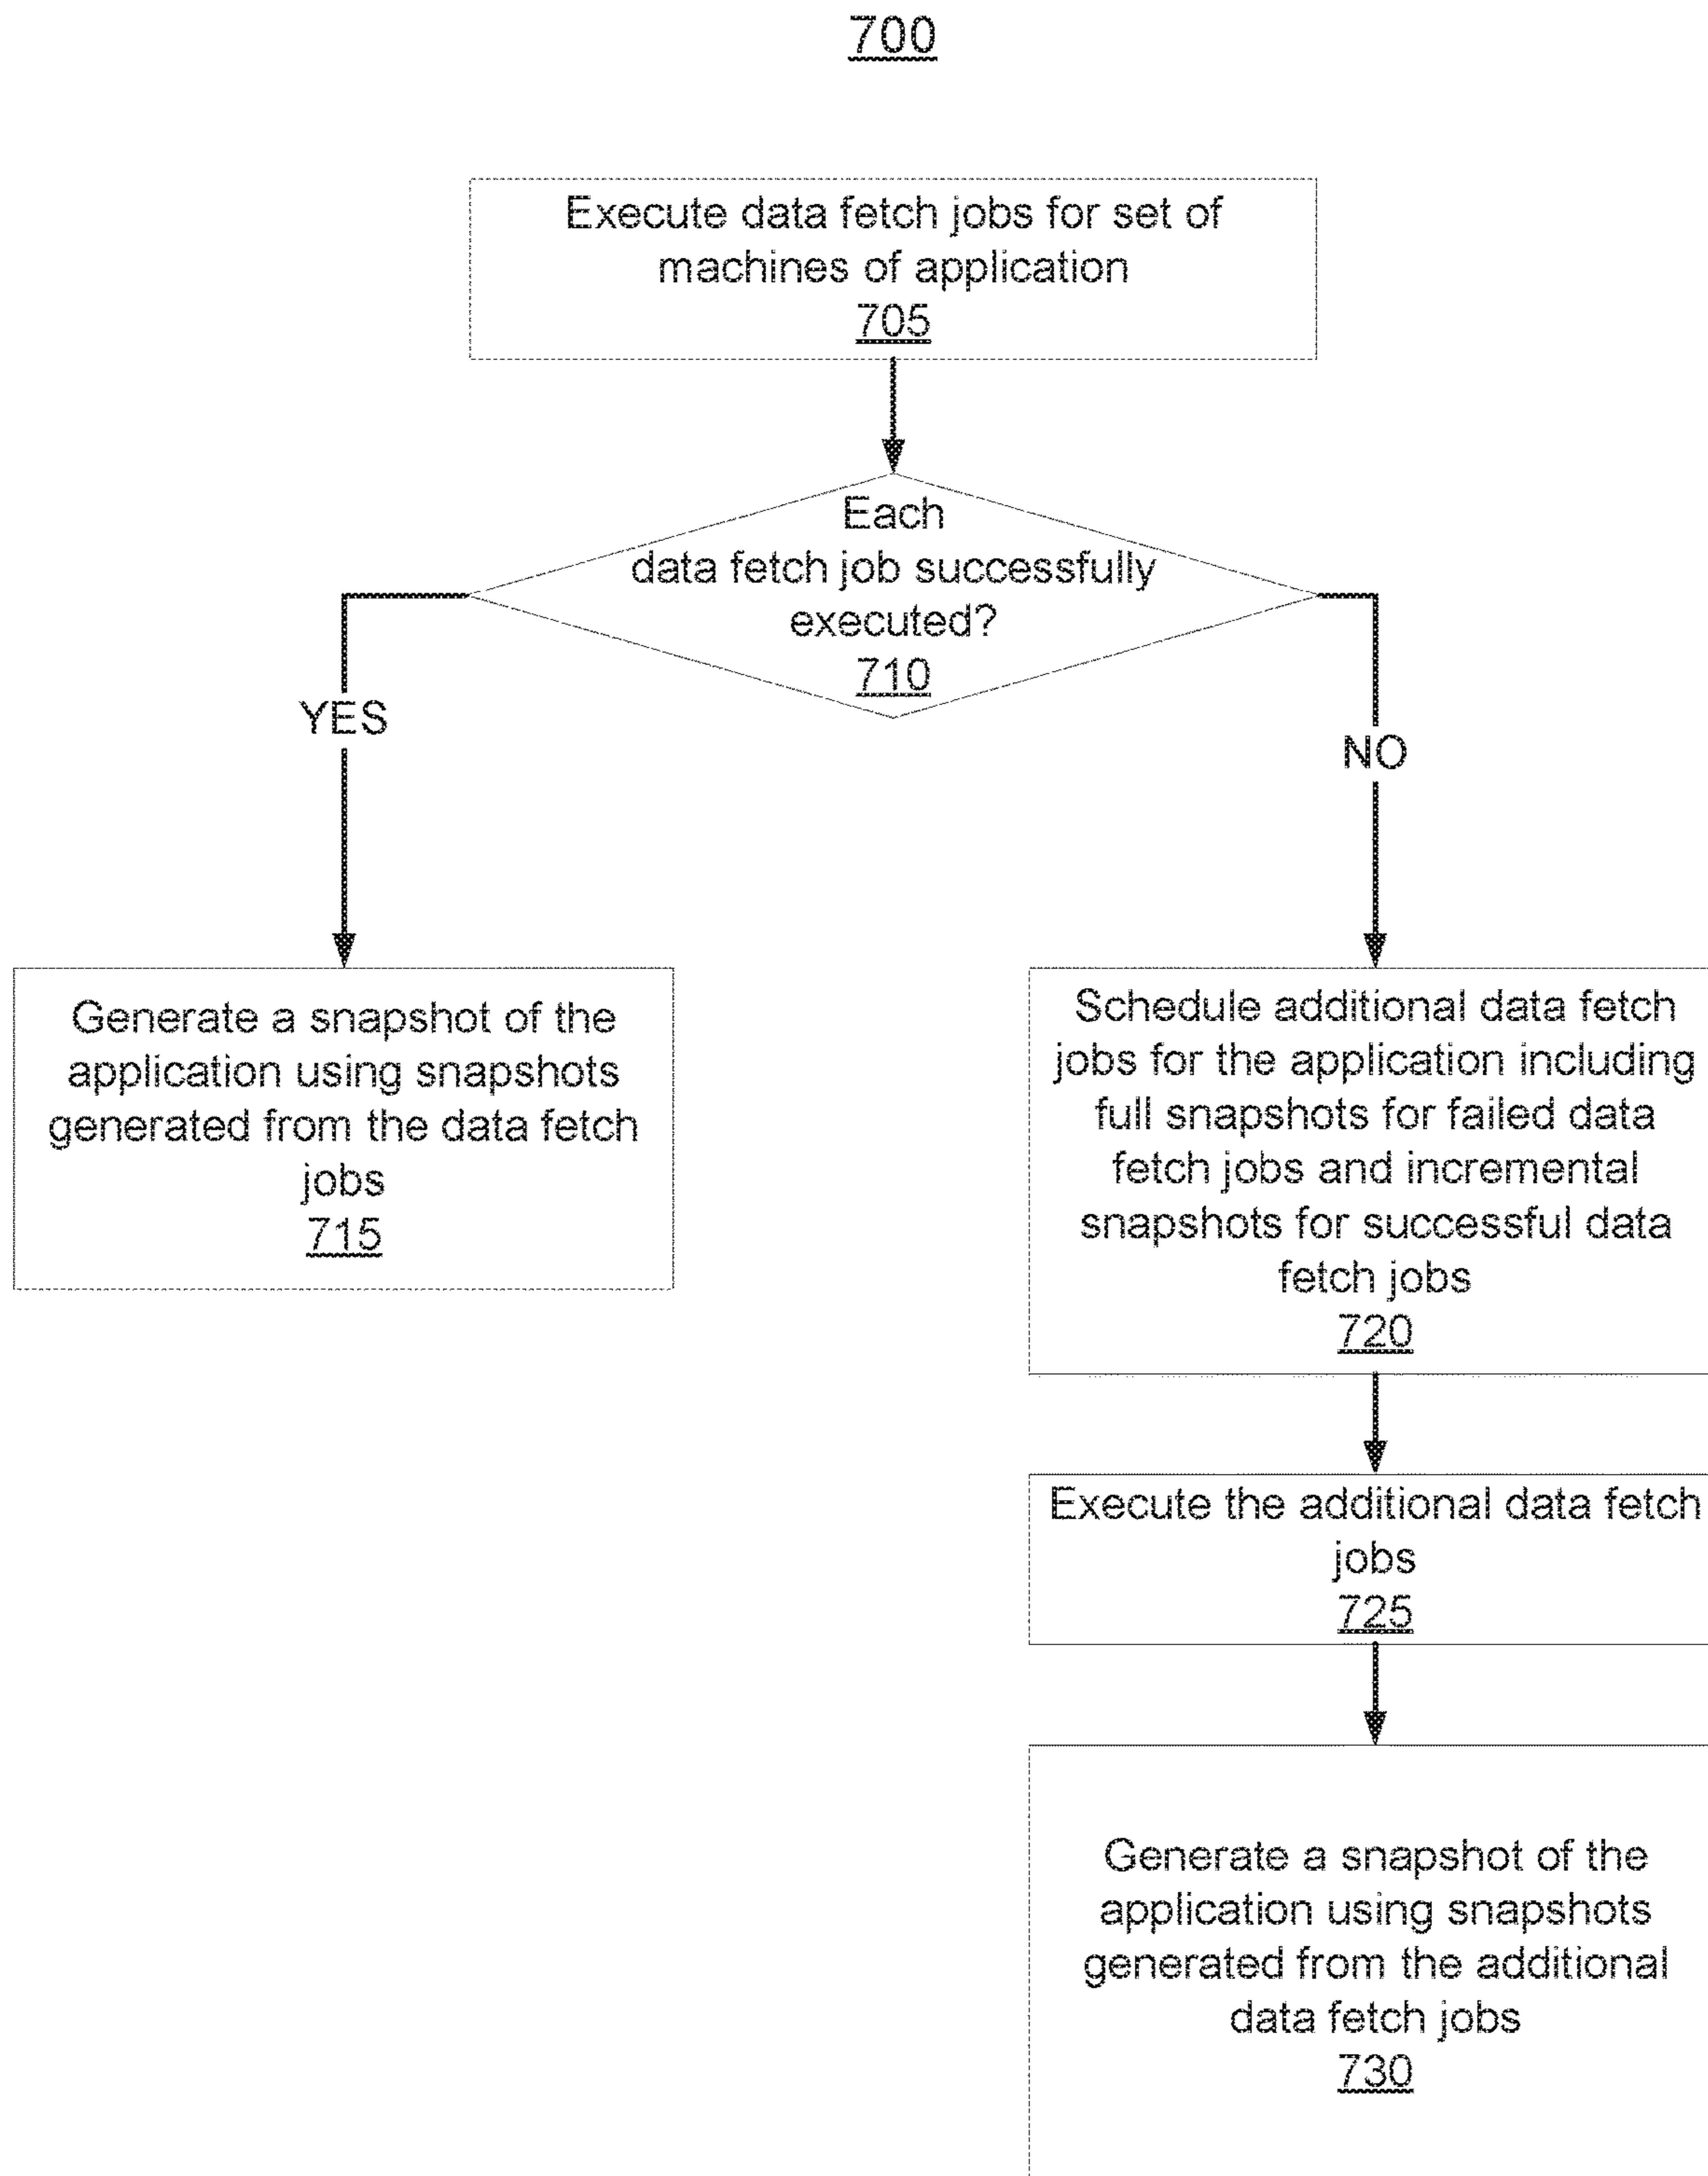 700
Execute data fetch jobs for set of
machines of application
705
Each
data fetch job successfully
executed?
710
YES
NO
Generate a snapshot of the
application using snapshots
generated from the data fetch
jobs
715
Schedule additional data fetch
jobs for the application including
full snapshots for failed data
fetch jobs and incremental
snapshots for successful data
fetch jobs
720
Execute the additional data fetch
jobs
725
Generate a snapshot of the
application using snapshots
generated from the additional
data fetch jobs
730